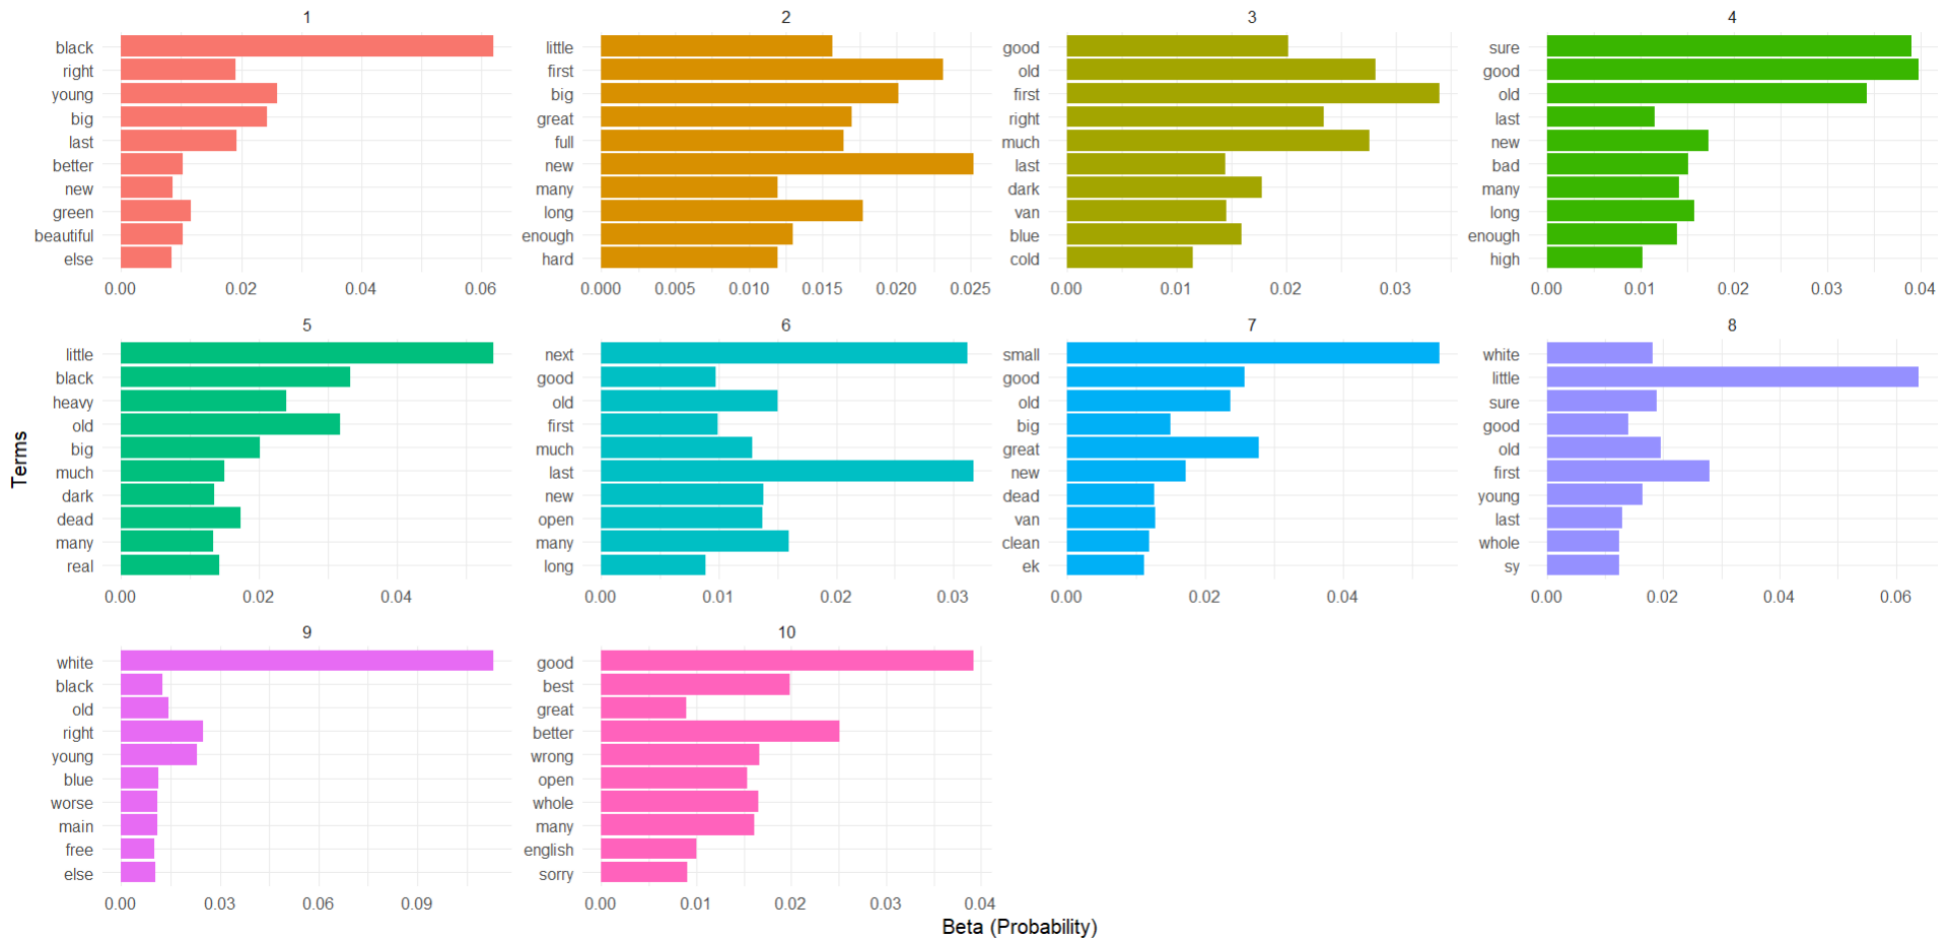 1
black
right
young
big
last
better
new
green
beautiful
else
0.00 0.02 0.04 0.06
2
little
first
big
great
full
new
many
long
enough
hard
0.000 0.005 0.010 0.015 0.020 0.025
3
good
old
first
right
much
last
dark
van
blue
cold
0.00 0.01 0.02 0.03
4
sure
good
old
last
new
bad
many
long
enough
high
0.00 0.01 0.02 0.03 0.04
5
little
black
heavy
old
big
much
dark
dead
many
real
0.00 0.02 0.04
6
next
good
old
first
much
last
new
open
many
long
0.00 0.01 0.02 0.03
7
small
good
old
big
great
new
dead
van
clean
ek
0.00 0.02 0.04
8
white
little
sure
good
old
first
young
last
whole
sy
0.00 0.02 0.04 0.06
9
white
black
old
right
young
blue
worse
main
free
else
0.00 0.03 0.06 0.09
10
good
best
great
better
wrong
open
whole
many
english
sorry
0.00 0.01 0.02 0.03 0.04
Terms
Beta (Probability)